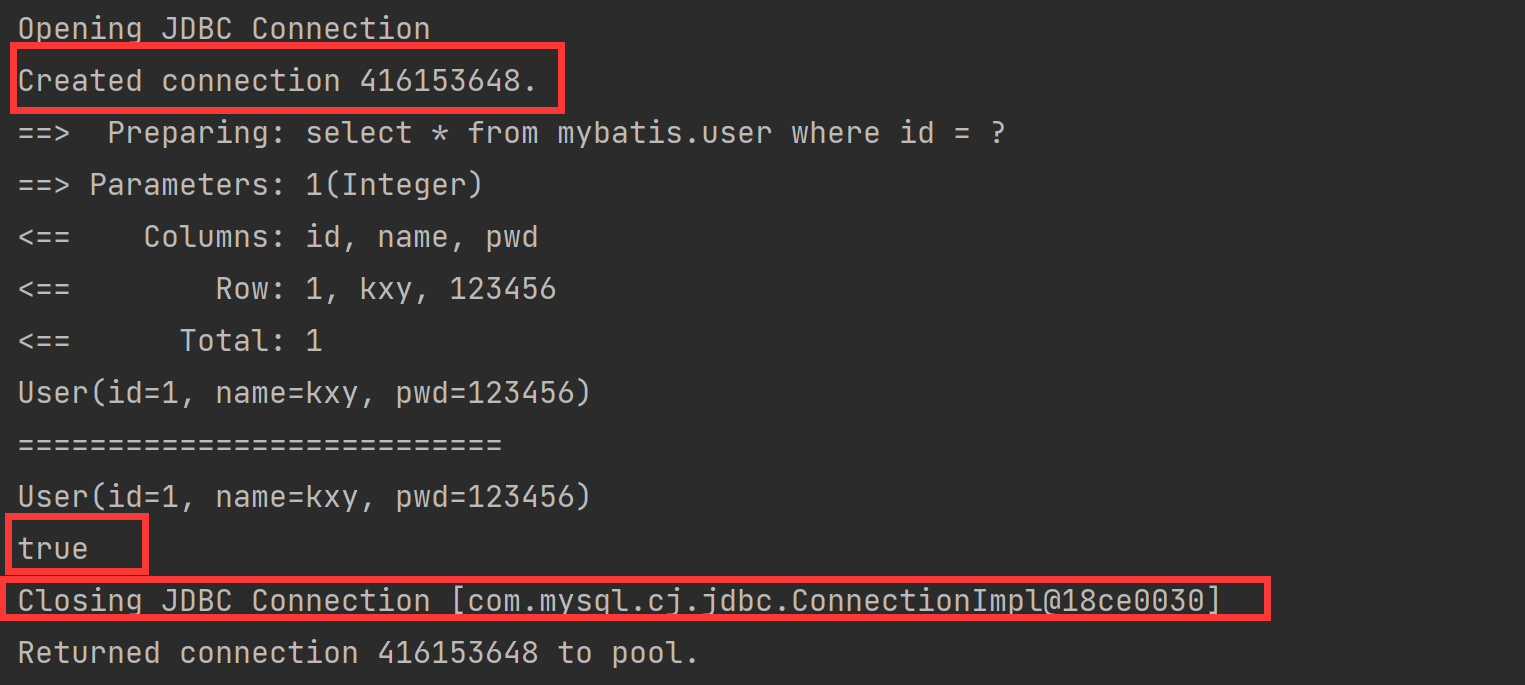 Opening JDBC Connection
Created connection 416153648.
==>  Preparing: select * from mybatis.user where id = ?
==> Parameters: 1(Integer)
<==    Columns: id, name, pwd
<==        Row: 1, kxy, 123456
<==      Total: 1
User(id=1, name=kxy, pwd=123456)
===========================
User(id=1, name=kxy, pwd=123456)
true
Closing JDBC Connection [com.mysql.cj.jdbc.ConnectionImpl@18ce0030]
Returned connection 416153648 to pool.